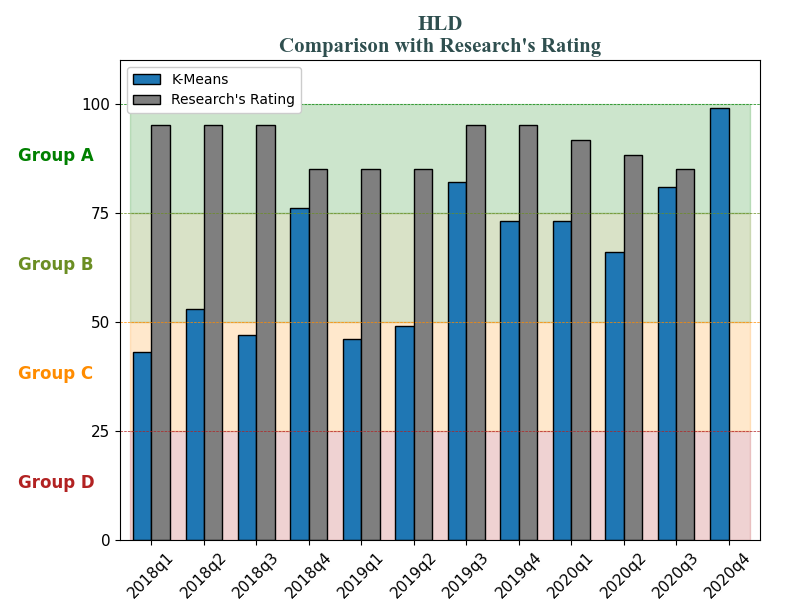 HLD
Comparison with Research's Rating
K-Means
Research's Rating
100
75
50
25
0
Group A
Group B
Group C
Group D
2018q1
2018q2
2018q3
2018q4
2019q1
2019q2
2019q3
2019q4
2020q1
2020q2
2020q3
2020q4